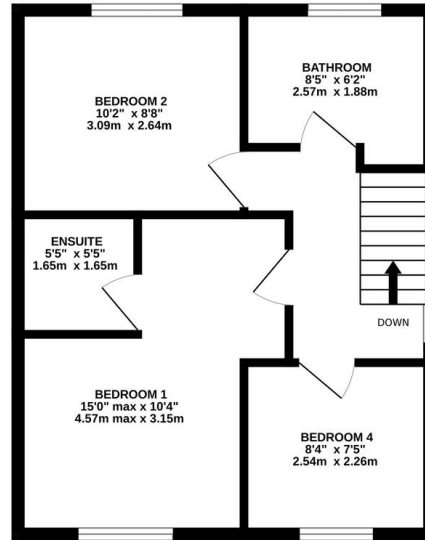 BEDROOM 2
10'2" x 8'8"
3.09m x 2.64m
BATHROOM
8'5" x 6'2"
2.57m x 1.88m
ENSUITE
5'5" x 5'5"
1.65m x 1.65m
DOWN
BEDROOM 1
15'0" max x 10'4"
4.57m max x 3.15m
BEDROOM 4
8'4" x 7'5"
2.54m x 2.26m